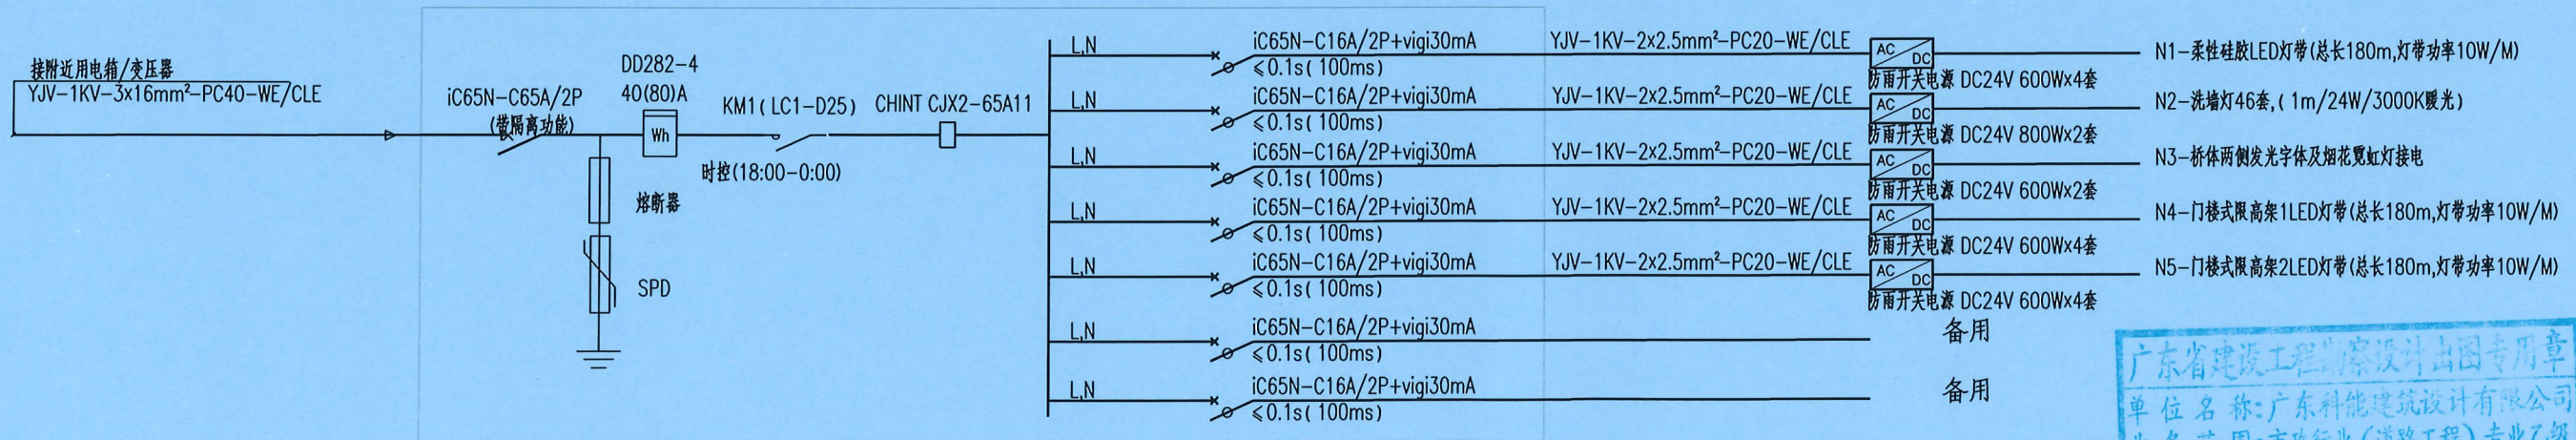 接附近用电箱/变压器
YJV-1KV-3x16mm²-PC40-WE/CLE
iC65N-C65A/2P
(带隔离功能)
DD282-4
40(80)A
Wh
KM1(LC1-D25)
时控(18:00-0:00)
CHINT CJX2-65A11
熔断器
SPD
L,N
iC65N-C16A/2P+vigi30mA
≤0.1s(100ms)
YJV-1KV-2x2.5mm²-PC20-WE/CLE
AC
DC
防雨开关电源 DC24V 600Wx4套
N1-柔性硅胶LED灯带(总长180m,灯带功率10W/M)
L,N
iC65N-C16A/2P+vigi30mA
≤0.1s(100ms)
YJV-1KV-2x2.5mm²-PC20-WE/CLE
AC
DC
防雨开关电源 DC24V 800Wx2套
N2-洗墙灯46套,(1m/24W/3000K暖光)
L,N
iC65N-C16A/2P+vigi30mA
≤0.1s(100ms)
YJV-1KV-2x2.5mm²-PC20-WE/CLE
AC
DC
防雨开关电源 DC24V 600Wx2套
N3-桥体两侧发光字体及烟花霓虹灯接电
L,N
iC65N-C16A/2P+vigi30mA
≤0.1s(100ms)
YJV-1KV-2x2.5mm²-PC20-WE/CLE
AC
DC
防雨开关电源 DC24V 600Wx4套
N4-门楼式限高架1LED灯带(总长180m,灯带功率10W/M)
L,N
iC65N-C16A/2P+vigi30mA
≤0.1s(100ms)
YJV-1KV-2x2.5mm²-PC20-WE/CLE
AC
DC
防雨开关电源 DC24V 600Wx4套
N5-门楼式限高架2LED灯带(总长180m,灯带功率10W/M)
L,N
iC65N-C16A/2P+vigi30mA
≤0.1s(100ms)
备用
L,N
iC65N-C16A/2P+vigi30mA
≤0.1s(100ms)
备用
广东省建设工程勘察设计出图专用章
单位名称:广东科能建筑设计有限公司
业务范围:市政行业(道路工程)专业乙级